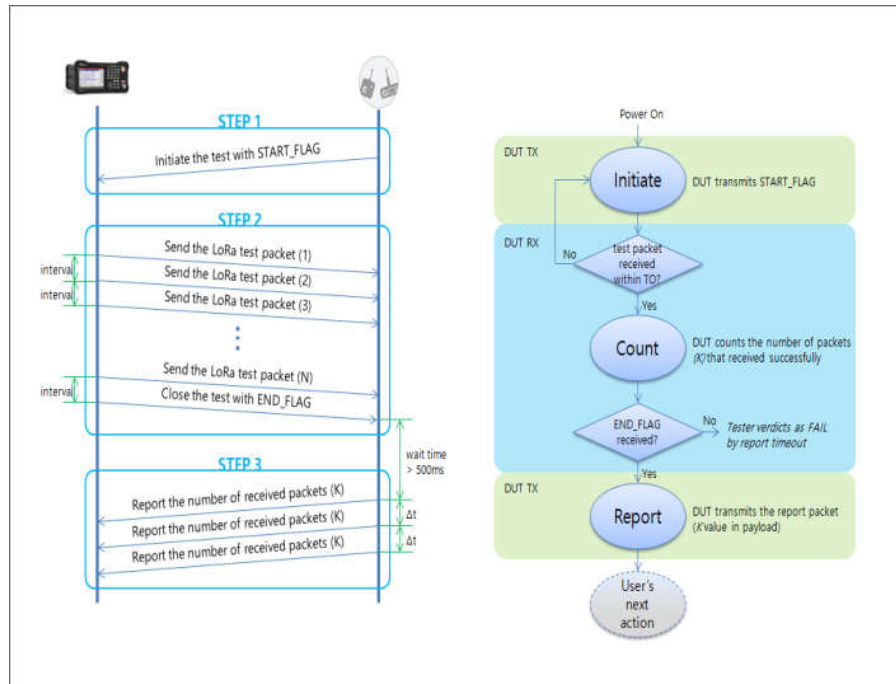 STEP 1
Initiate the test with START_FLAG
STEP 2
Send the LoRa test packet (1)
interval
Send the LoRa test packet (2)
interval
Send the LoRa test packet (3)
Send the LoRa test packet (N)
interval
Close the test with END_FLAG
wait time
> 500ms
STEP 3
Report the number of received packets (K)
Δt
Report the number of received packets (K)
Δt
Report the number of received packets (K)
Power On
DUT TX
Initiate
DUT transmits START_FLAG
DUT RX
No
test packet
received
within TO?
Yes
Count
DUT counts the number of packets
(K) that received successfully
END_FLAG
received?
No
Tester verdicts as FAIL
by report timeout
Yes
DUT TX
Report
DUT transmits the report packet
(K value in payload)
User's
next
action